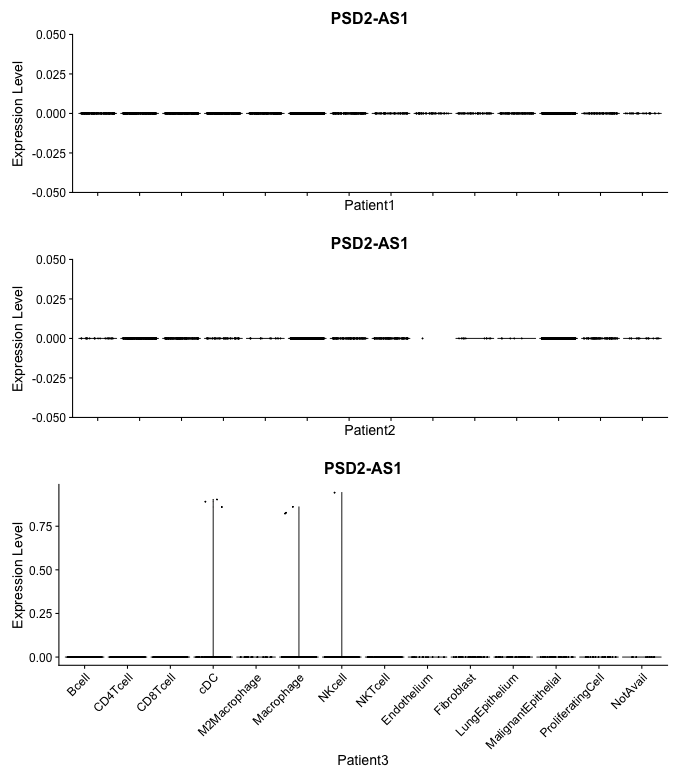 PSD2-AS1
Expression Level
0.050
0.025
0.000
-0.025
-0.050
Patient1
PSD2-AS1
Expression Level
0.050
0.025
0.000
-0.025
-0.050
Patient2
PSD2-AS1
Expression Level
0.75
0.50
0.25
0.00
Bcell
CD4Tcell
CD8Tcell
cDC
M2Macrophage
Macrophage
NKcell
NKTcell
Endothelium
Fibroblast
LungEpithelium
MalignantEpithelial
ProliferatingCell
NotAvail
Patient3